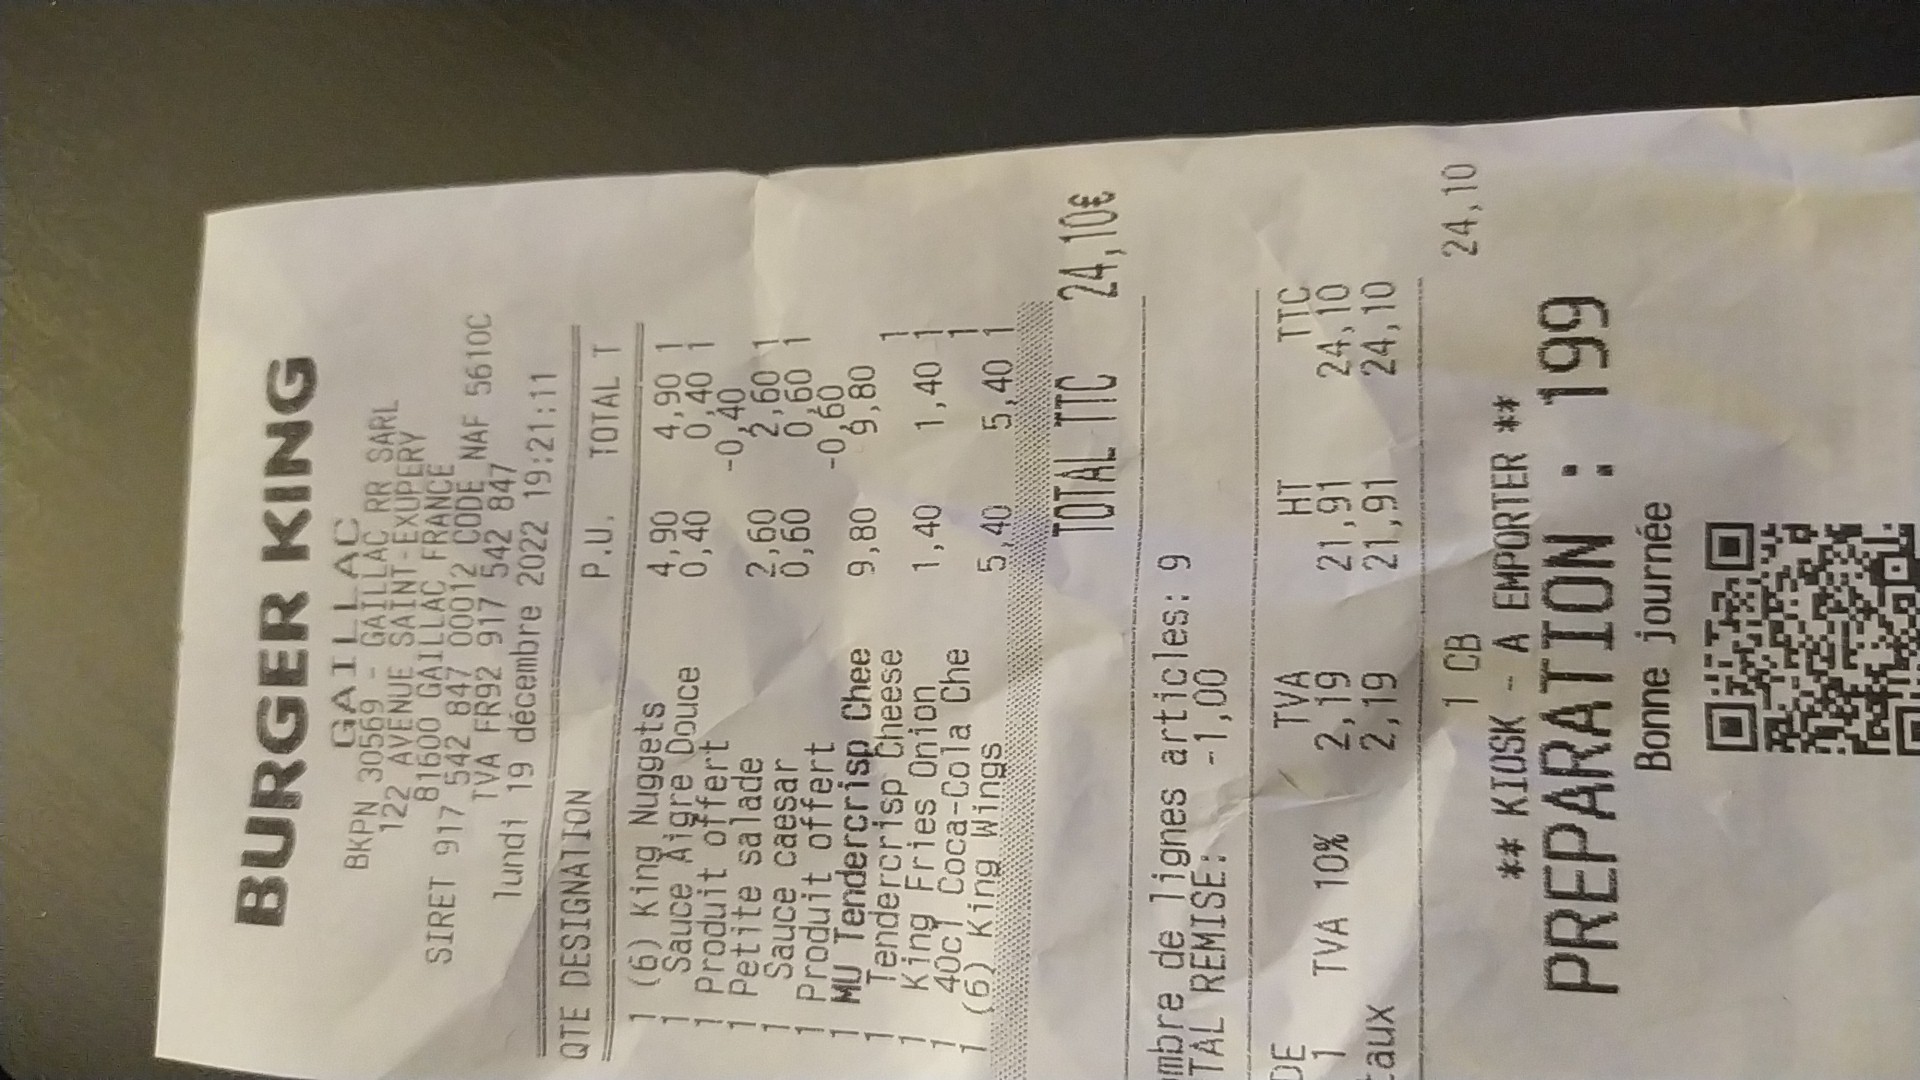 BURGER KING
GAILLAC
BKPN 30569 - GAILLAC RR SARL
122 AVENUE SAINT-EXUPERY
81600 GAILLAC FRANCE
SIRET 917 542 847 00012 CODE NAF 5610C
TVA FR92 917 542 847
lundi 19 décembre 2022 19:21:11
QTE DESIGNATION P.U. TOTAL T
1 (6) King Nuggets 4,90 4,90 1
1 Sauce Aigre Douce 0,40 0,40 1
1 Produit offert -0,40
1 Petite salade 2,60 2,60 1
1 Sauce caesar 0,60 0,60 1
1 Produit offert -0,60
1 MU Tendercrisp Chee 9,80 9,80
1 Tendercrisp Cheese 1
1 King Fries Onion 1,40 1,40 1
1 40cl Coca-Cola Che 1
1 (6) King Wings 5,40 5,40 1
TOTAL TTC 24,10€
ombre de lignes articles: 9
TAL REMISE: -1,00
DE TVA HT TTC
1 TVA 10% 2,19 21,91 24,10
taux 2,19 21,91 24,10
1 CB 24,10
** KIOSK - A EMPORTER **
PREPARATION : 199
Bonne journée